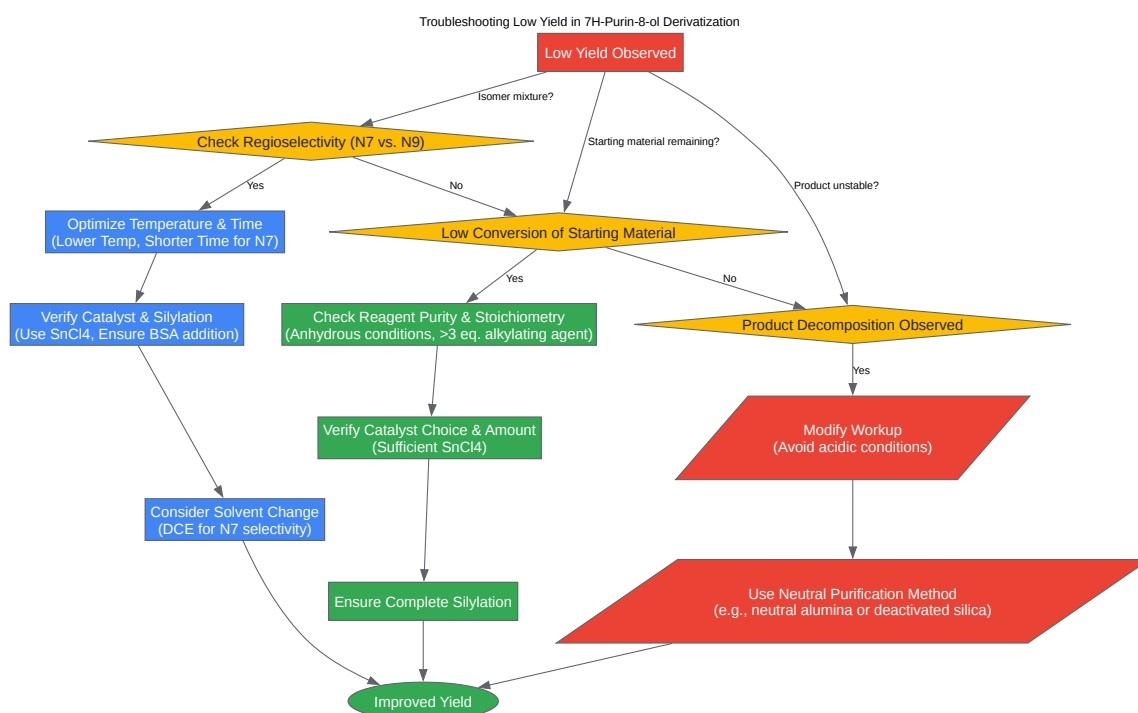 Troubleshooting Low Yield in 7H-Purin-8-ol Derivatization
Low Yield Observed
Isomer mixture?
Check Regioselectivity (N7 vs. N9)
Starting material remaining?
Product unstable?
Yes
No
Optimize Temperature & Time
(Lower Temp, Shorter Time for N7)
Low Conversion of Starting Material
Yes
No
Verify Catalyst & Silylation
(Use SnCl4, Ensure BSA addition)
Check Reagent Purity & Stoichiometry
(Anhydrous conditions, >3 eq. alkylating agent)
Product Decomposition Observed
Yes
Verify Catalyst Choice & Amount
(Sufficient SnCl4)
Modify Workup
(Avoid acidic conditions)
Consider Solvent Change
(DCE for N7 selectivity)
Ensure Complete Silylation
Use Neutral Purification Method
(e.g., neutral alumina or deactivated silica)
Improved Yield